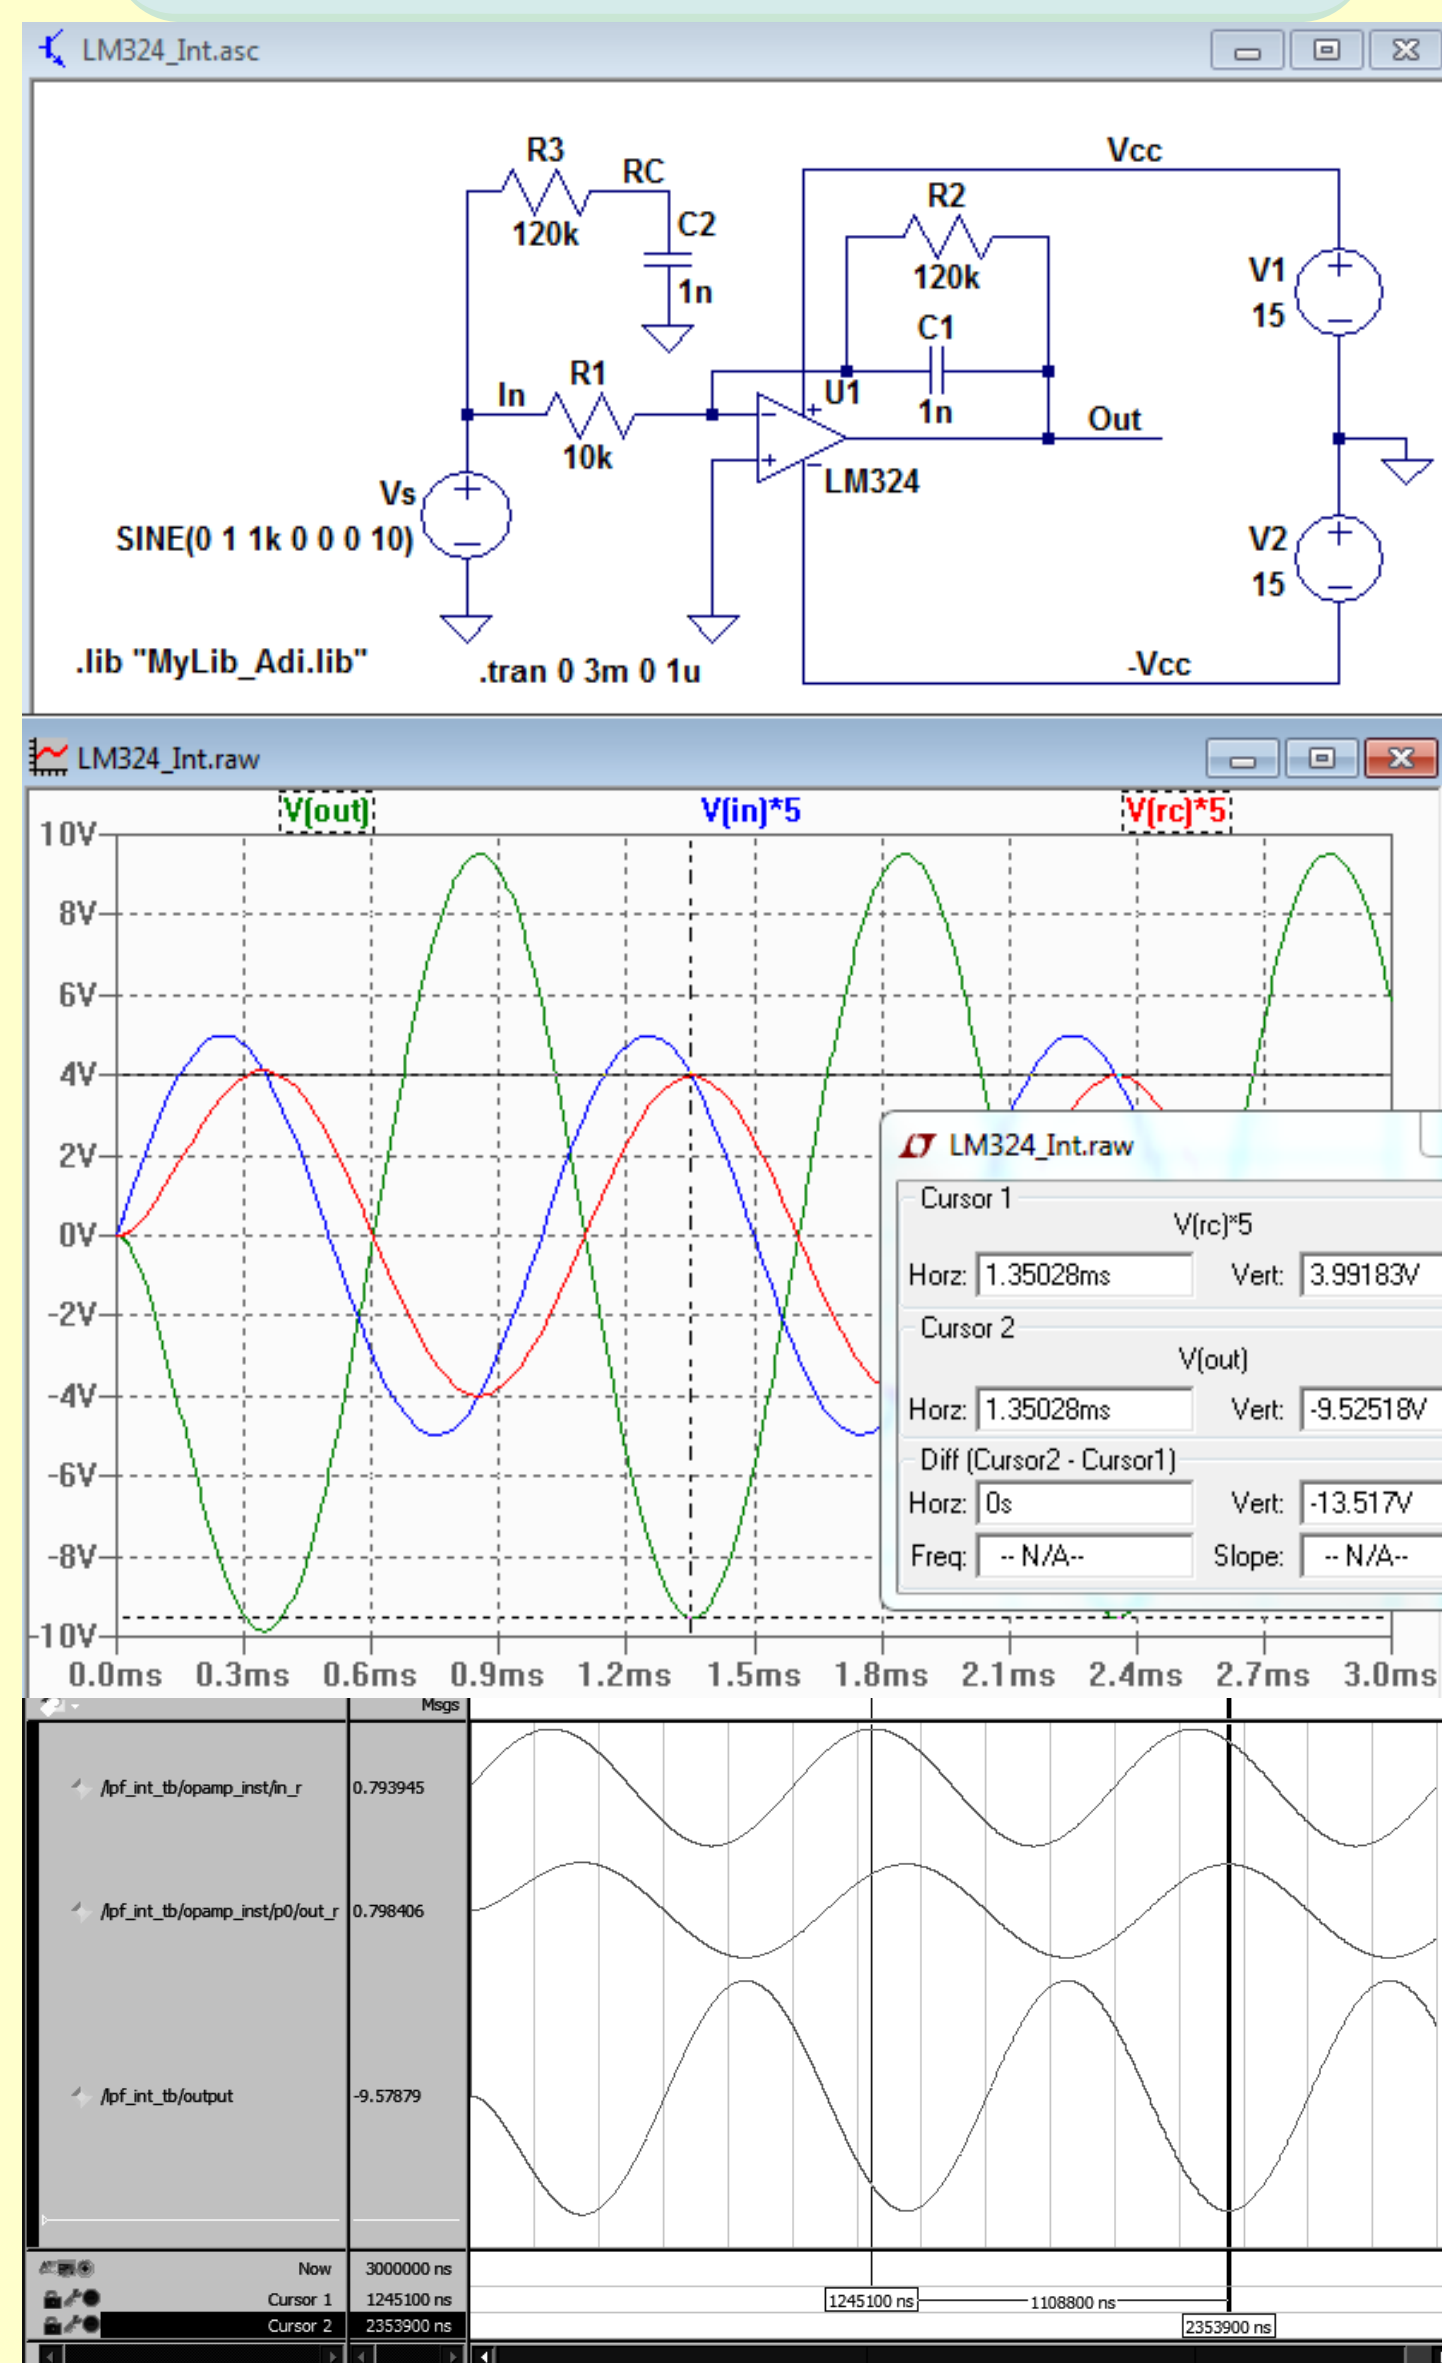 LM324_Int.asc
R3
RC
120k
C2
1n
Vcc
R2
120k
C1
1n
V1
15
In
R1
10k
U1
LM324
Out
Vs
SINE(0 1 1k 0 0 0 10)
V2
15
.lib "MyLib_Adi.lib"
.tran 0 3m 0 1u
-Vcc
LM324_Int.raw
V(out) V(in)*5 V(rc)*5
10V
8V
6V
4V
2V
0V
-2V
-4V
-6V
-8V
-10V
0.0ms 0.3ms 0.6ms 0.9ms 1.2ms 1.5ms 1.8ms 2.1ms 2.4ms 2.7ms 3.0ms
LM324_Int.raw
Cursor 1
V(rc)*5
Horz: 1.35028ms Vert: 3.99183V
Cursor 2
V(out)
Horz: 1.35028ms Vert: -9.52518V
Diff (Cursor2 - Cursor1)
Horz: 0s Vert: -13.517V
Freq: -- N/A-- Slope: -- N/A--
Msgs
/lpf_int_tb/opamp_inst/in_r 0.793945
/lpf_int_tb/opamp_inst/p0/out_r 0.798406
/lpf_int_tb/output -9.57879
Now 3000000 ns
Cursor 1 1245100 ns 1245100 ns 1108800 ns
Cursor 2 2353900 ns 2353900 ns